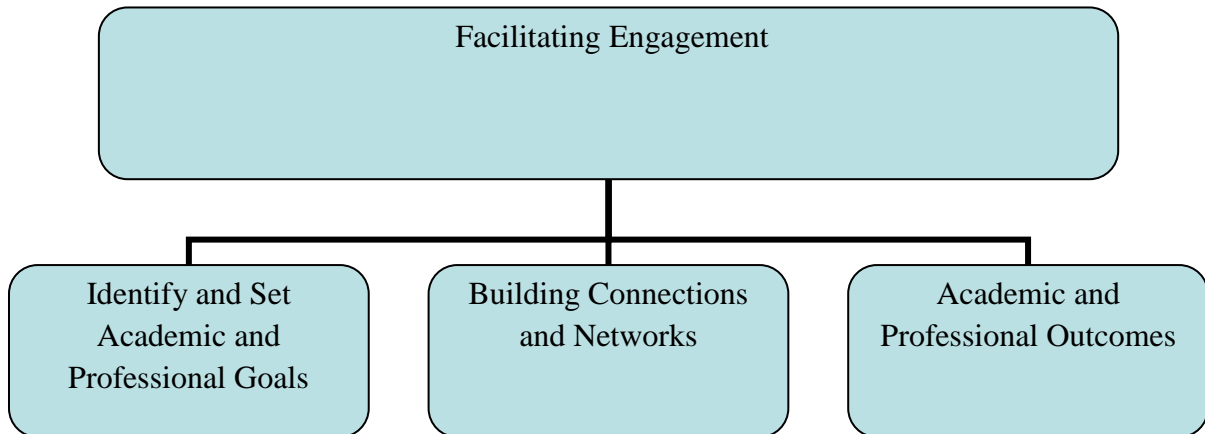 Facilitating Engagement
Identify and Set
Academic and
Professional Goals
Building Connections
and Networks
Academic and
Professional Outcomes